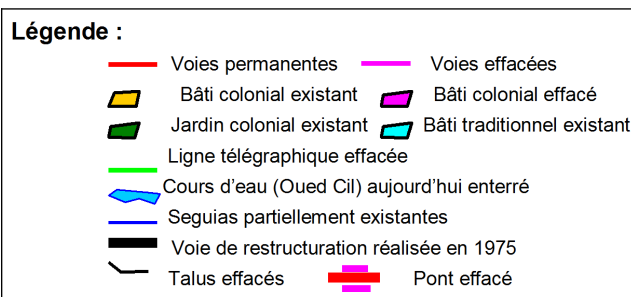 Légende :
Voies permanentes Voies effacées
Bâti colonial existant Bâti colonial effacé
Jardin colonial existant Bâti traditionnel existant
Ligne télégraphique effacée
Cours d'eau (Oued Cil) aujourd'hui enterré
Seguias partiellement existantes
Voie de restructuration réalisée en 1975
Talus effacés Pont effacé